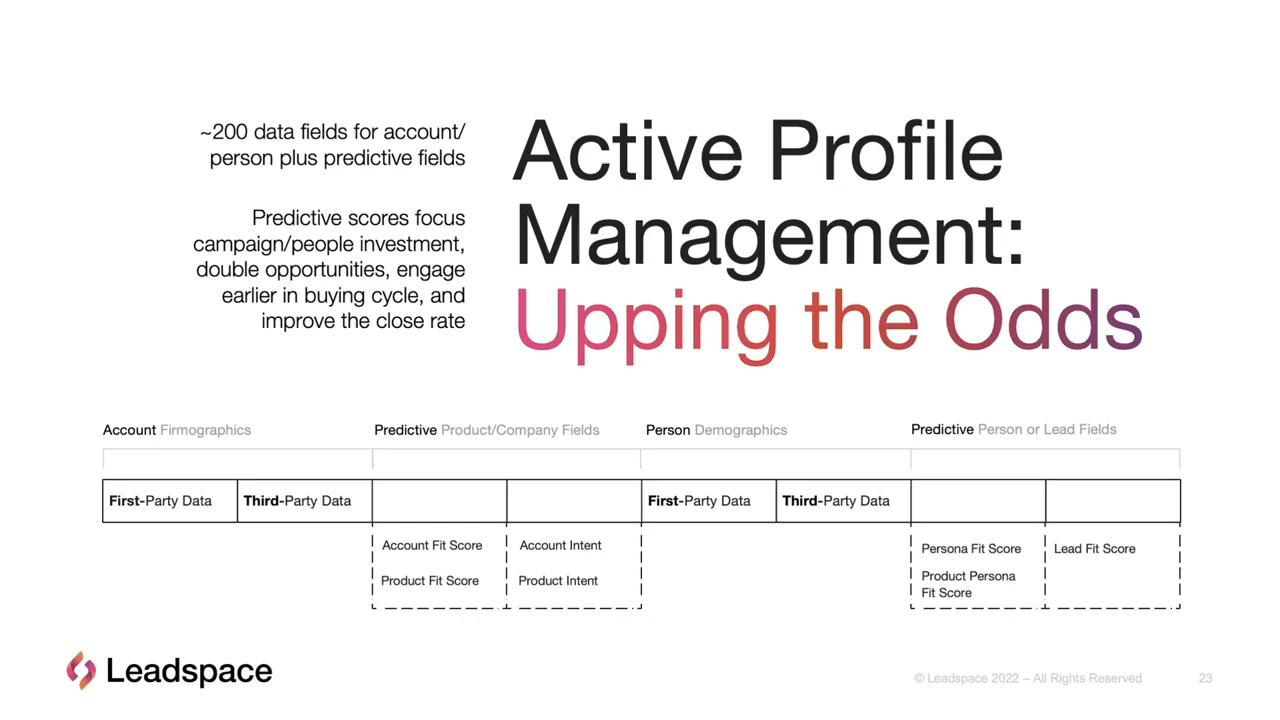 ~200 data fields for account/
person plus predictive fields
Predictive scores focus
campaign/people investment,
double opportunities, engage
earlier in buying cycle, and
improve the close rate
Active Profile
Management:
Upping the Odds
Account Firmographics
Predictive Product/Company Fields
Person Demographics
Predictive Person or Lead Fields
First-Party Data
Third-Party Data
First-Party Data
Third-Party Data
Account Fit Score
Product Fit Score
Account Intent
Product Intent
Persona Fit Score
Product Persona
Fit Score
Lead Fit Score
Leadspace
© Leadspace 2022 – All Rights Reserved
23